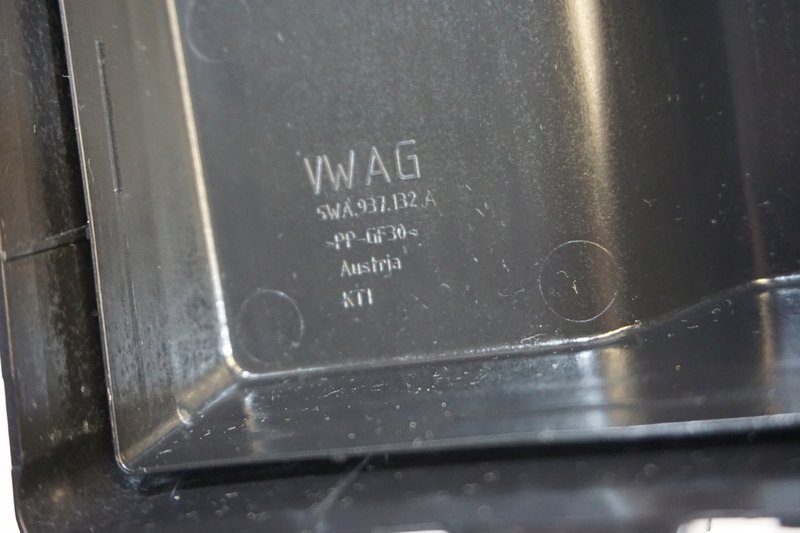 VWAG
5WA.937.132.A
>PP-GF30<
Austria
KTI